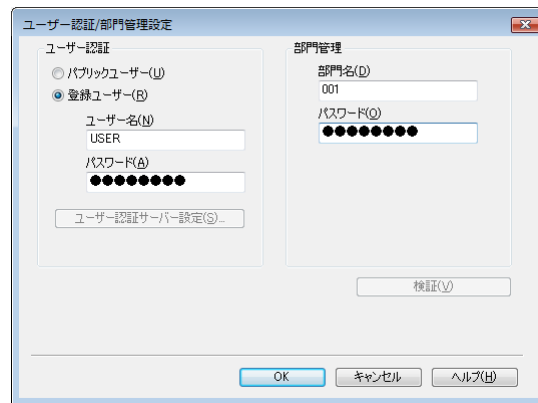 ユーザー認証/部門管理設定
ユーザー認証
パブリックユーザー(U)
登録ユーザー(R)
ユーザー名(N)
USER
パスワード(A)
●●●●●●●●
ユーザー認証サーバー設定(S)...
部門管理
部門名(D)
001
パスワード(O)
●●●●●●●●
検証(V)
OK
キャンセル
ヘルプ(H)